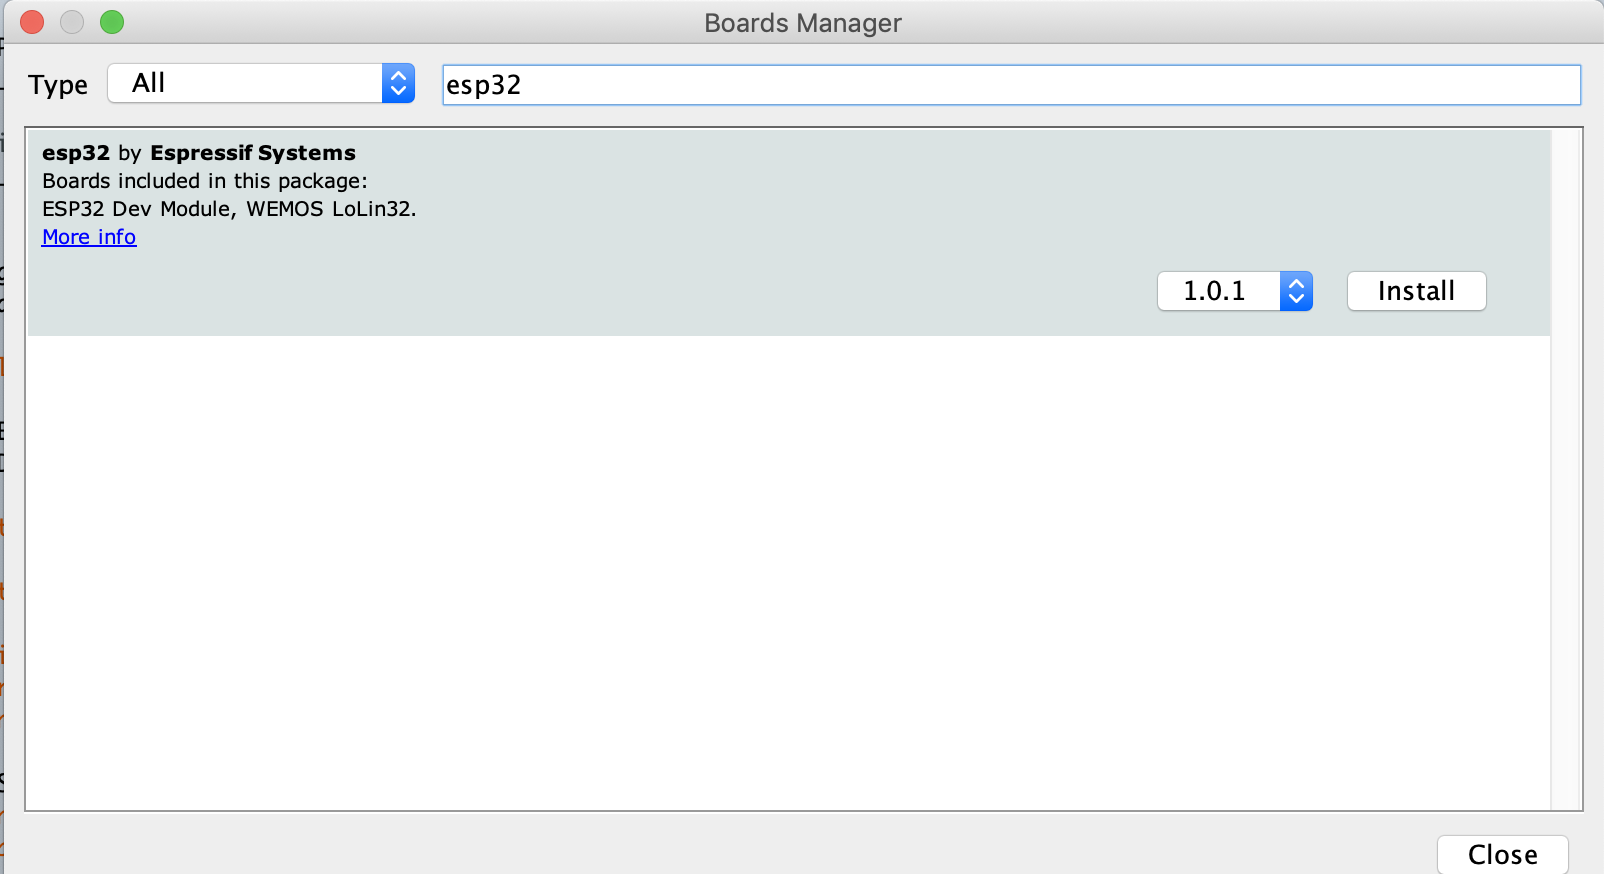 Boards Manager
Type All esp32
esp32 by Espressif Systems
Boards included in this package:
ESP32 Dev Module, WEMOS LoLin32.
More info
1.0.1 Install
Close